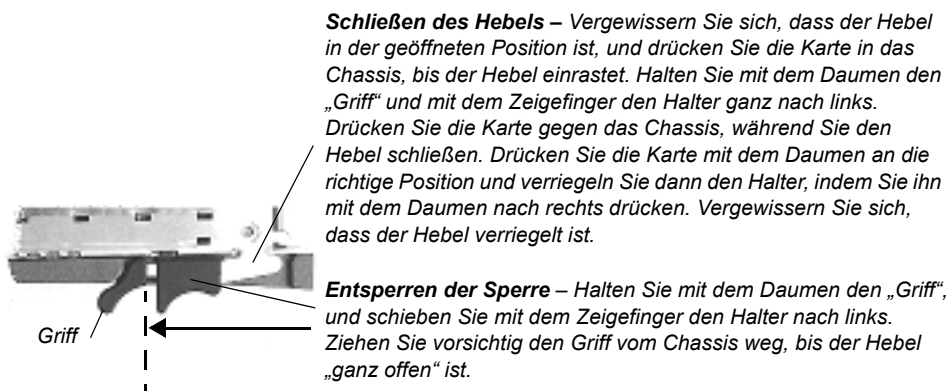 Schließen des Hebels – Vergewissern Sie sich, dass der Hebel
in der geöffneten Position ist, und drücken Sie die Karte in das
Chassis, bis der Hebel einrastet. Halten Sie mit dem Daumen den
„Griff“ und mit dem Zeigefinger den Halter ganz nach links.
Drücken Sie die Karte gegen das Chassis, während Sie den
Hebel schließen. Drücken Sie die Karte mit dem Daumen an die
richtige Position und verriegeln Sie dann den Halter, indem Sie ihn
mit dem Daumen nach rechts drücken. Vergewissern Sie sich,
dass der Hebel verriegelt ist.
Entsperren der Sperre – Halten Sie mit dem Daumen den „Griff“,
und schieben Sie mit dem Zeigefinger den Halter nach links.
Ziehen Sie vorsichtig den Griff vom Chassis weg, bis der Hebel
„ganz offen“ ist.
Griff